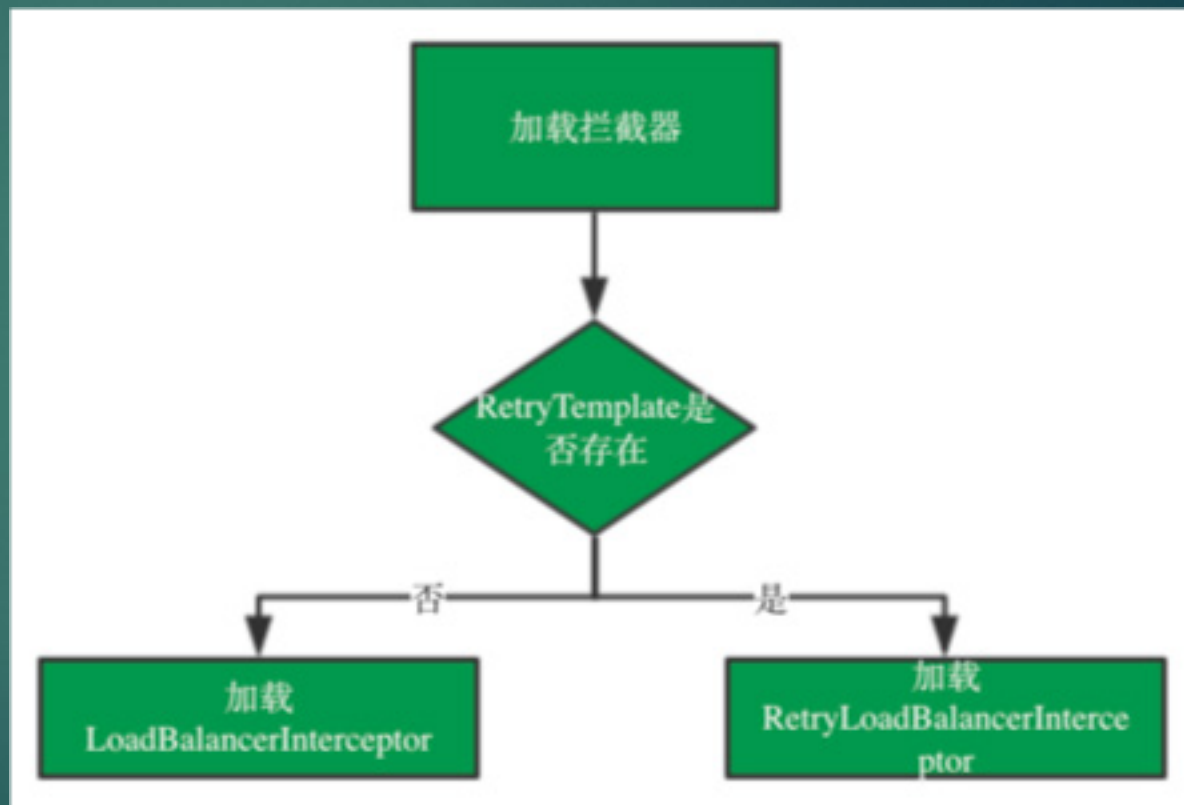 加载拦截器
RetryTemplate是
否存在
否
是
加载
LoadBalancerInterceptor
加载
RetryLoadBalancerInterce
ptor